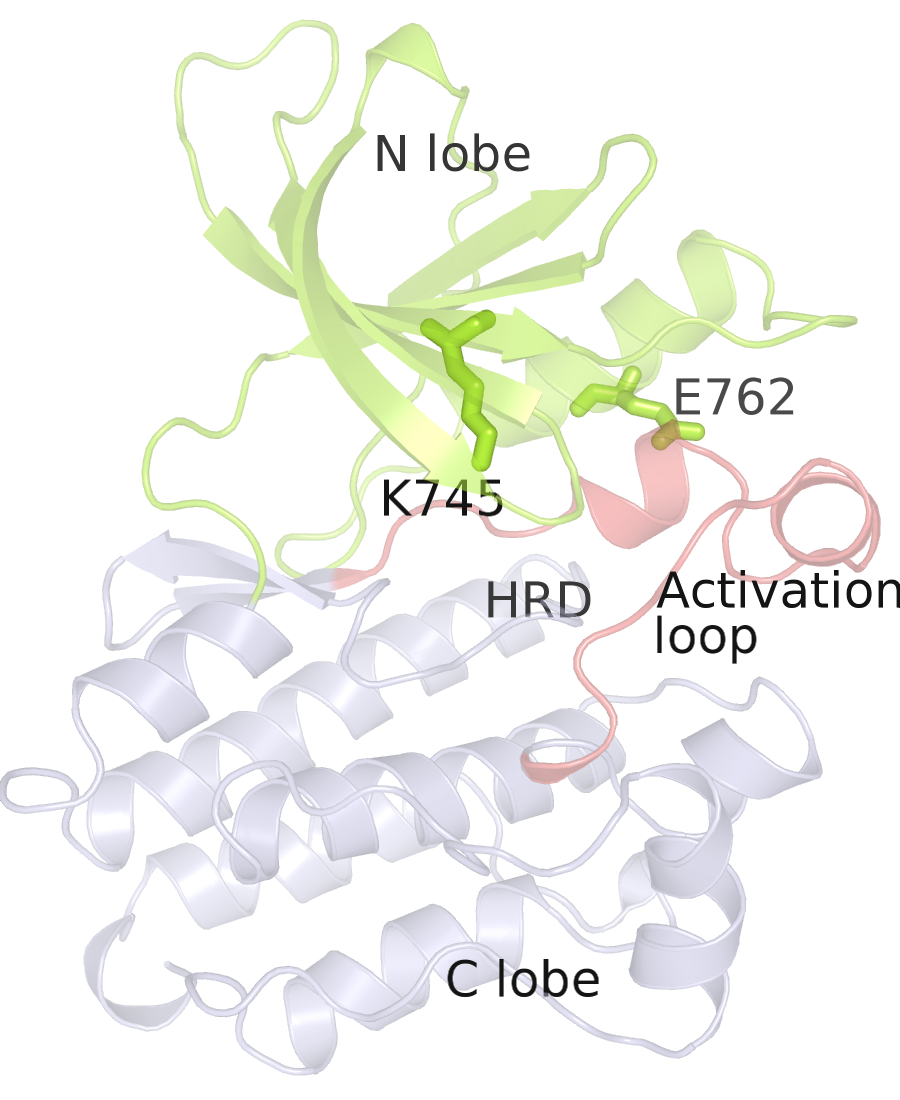 N lobe
E762
K745
HRD
Activation
loop
C lobe